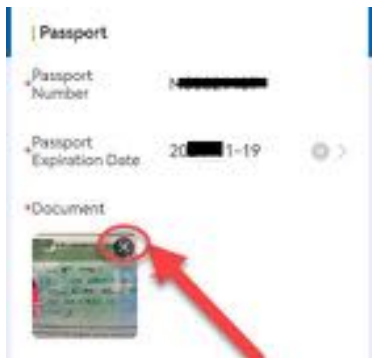 Passport
*Passport
Number
*Passport
Expiration Date
20 1-19
*Document